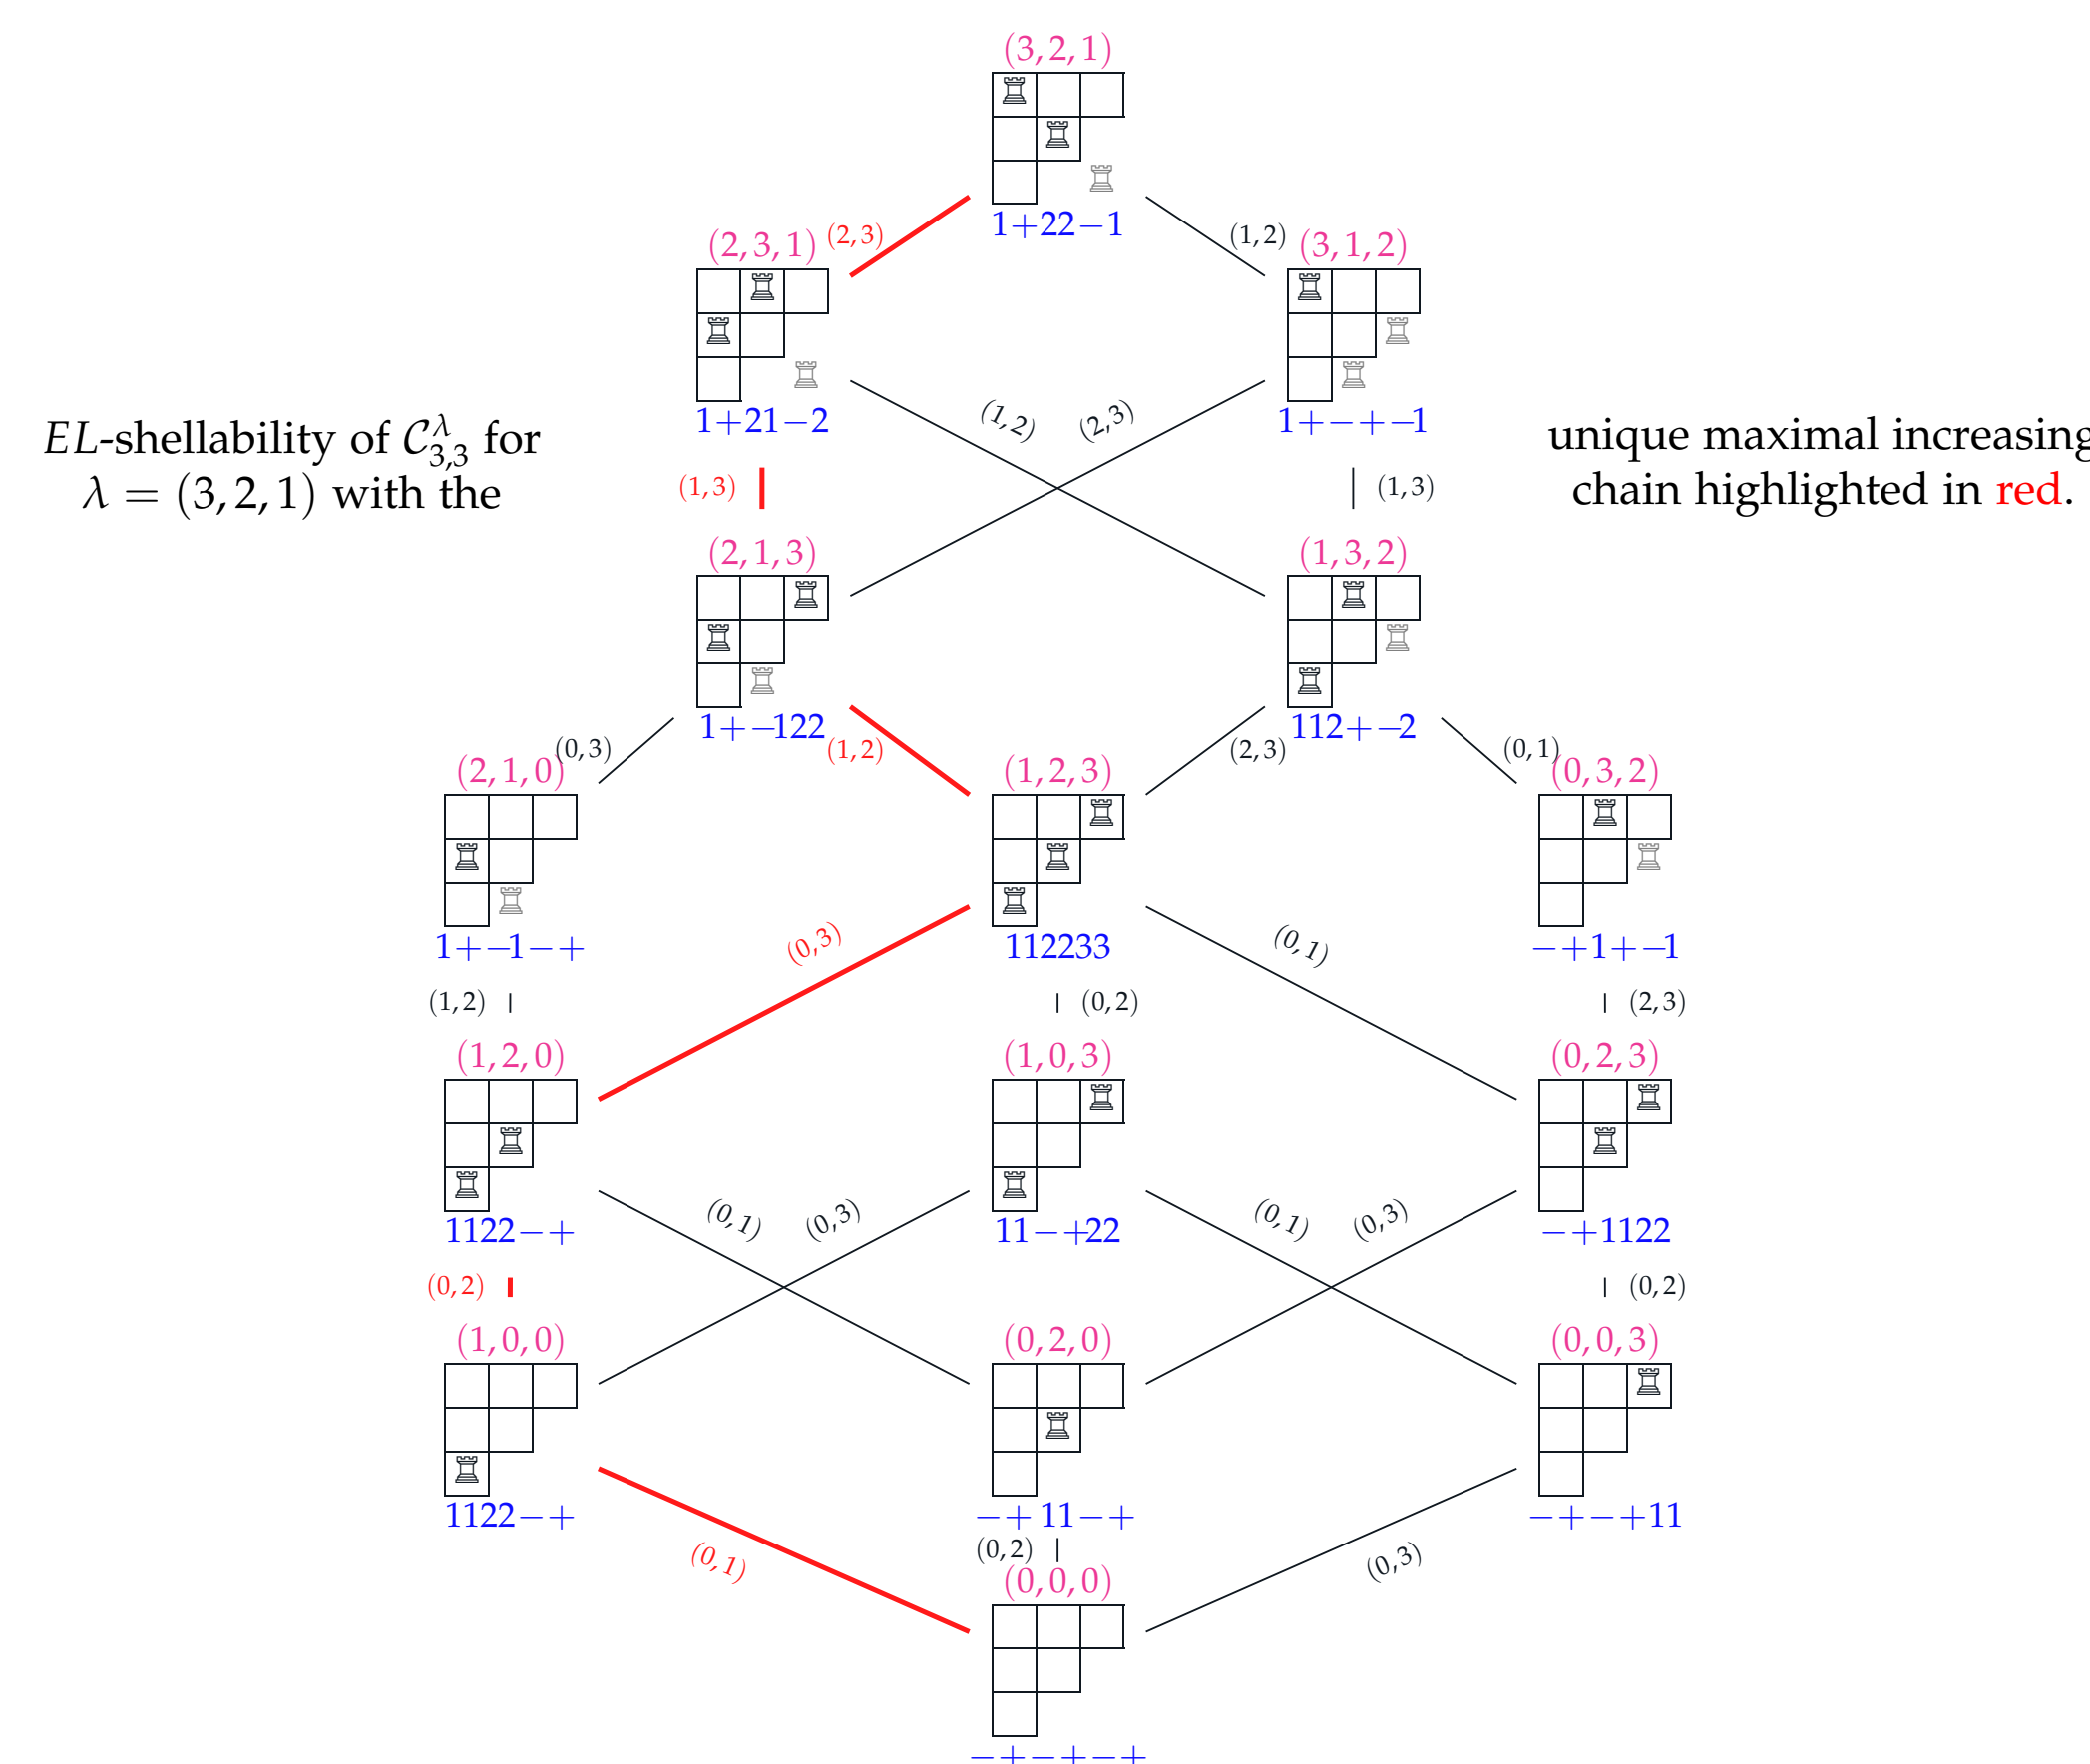 (3, 2, 1)
1+22−1
(2, 3)
(1, 2)
(2, 3, 1)
(3, 1, 2)
1+21−2
1+−+−1
(1, 2)
(2, 3)
EL-shellability of 𝒞^λ_{3,3} for
λ = (3, 2, 1) with the
unique maximal increasing
chain highlighted in red.
(1, 3)
(1, 3)
(2, 1, 3)
(1, 3, 2)
1+−122
112+−2
(0, 3)
(1, 2)
(2, 3)
(0, 1)
(2, 1, 0)
(1, 2, 3)
(0, 3, 2)
1+−1−+
112233
−+1+−1
(0, 3)
(0, 1)
(1, 2)
(0, 2)
(2, 3)
(1, 2, 0)
(1, 0, 3)
(0, 2, 3)
1122−+
11−+22
−+1122
(0, 1)
(0, 3)
(0, 1)
(0, 3)
(0, 2)
(0, 2)
(1, 0, 0)
(0, 2, 0)
(0, 0, 3)
1122−+
−+11−+
−+−+11
(0, 1)
(0, 2)
(0, 3)
(0, 0, 0)
−+−+−+